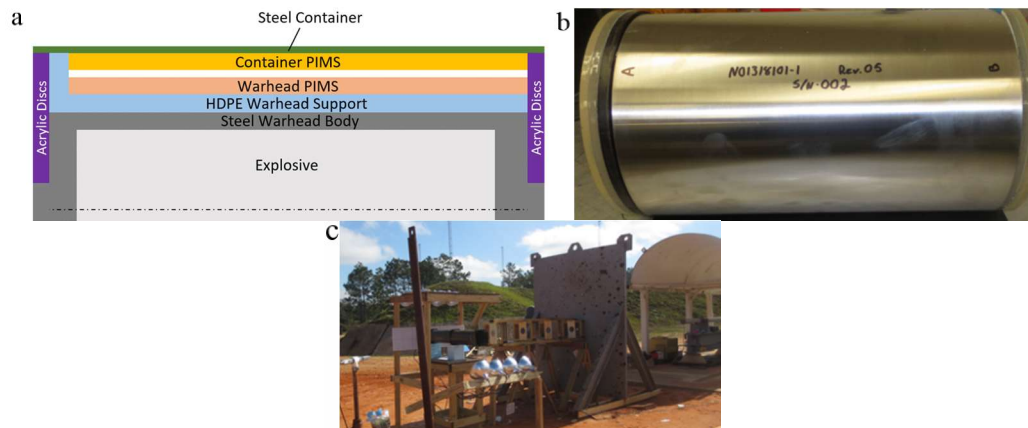 a
Steel Container
Container PIMS
Warhead PIMS
HDPE Warhead Support
Steel Warhead Body
Explosive
Acrylic Discs
Acrylic Discs
b
A
N01318101-1 Rev.05
S/N-002
B
c